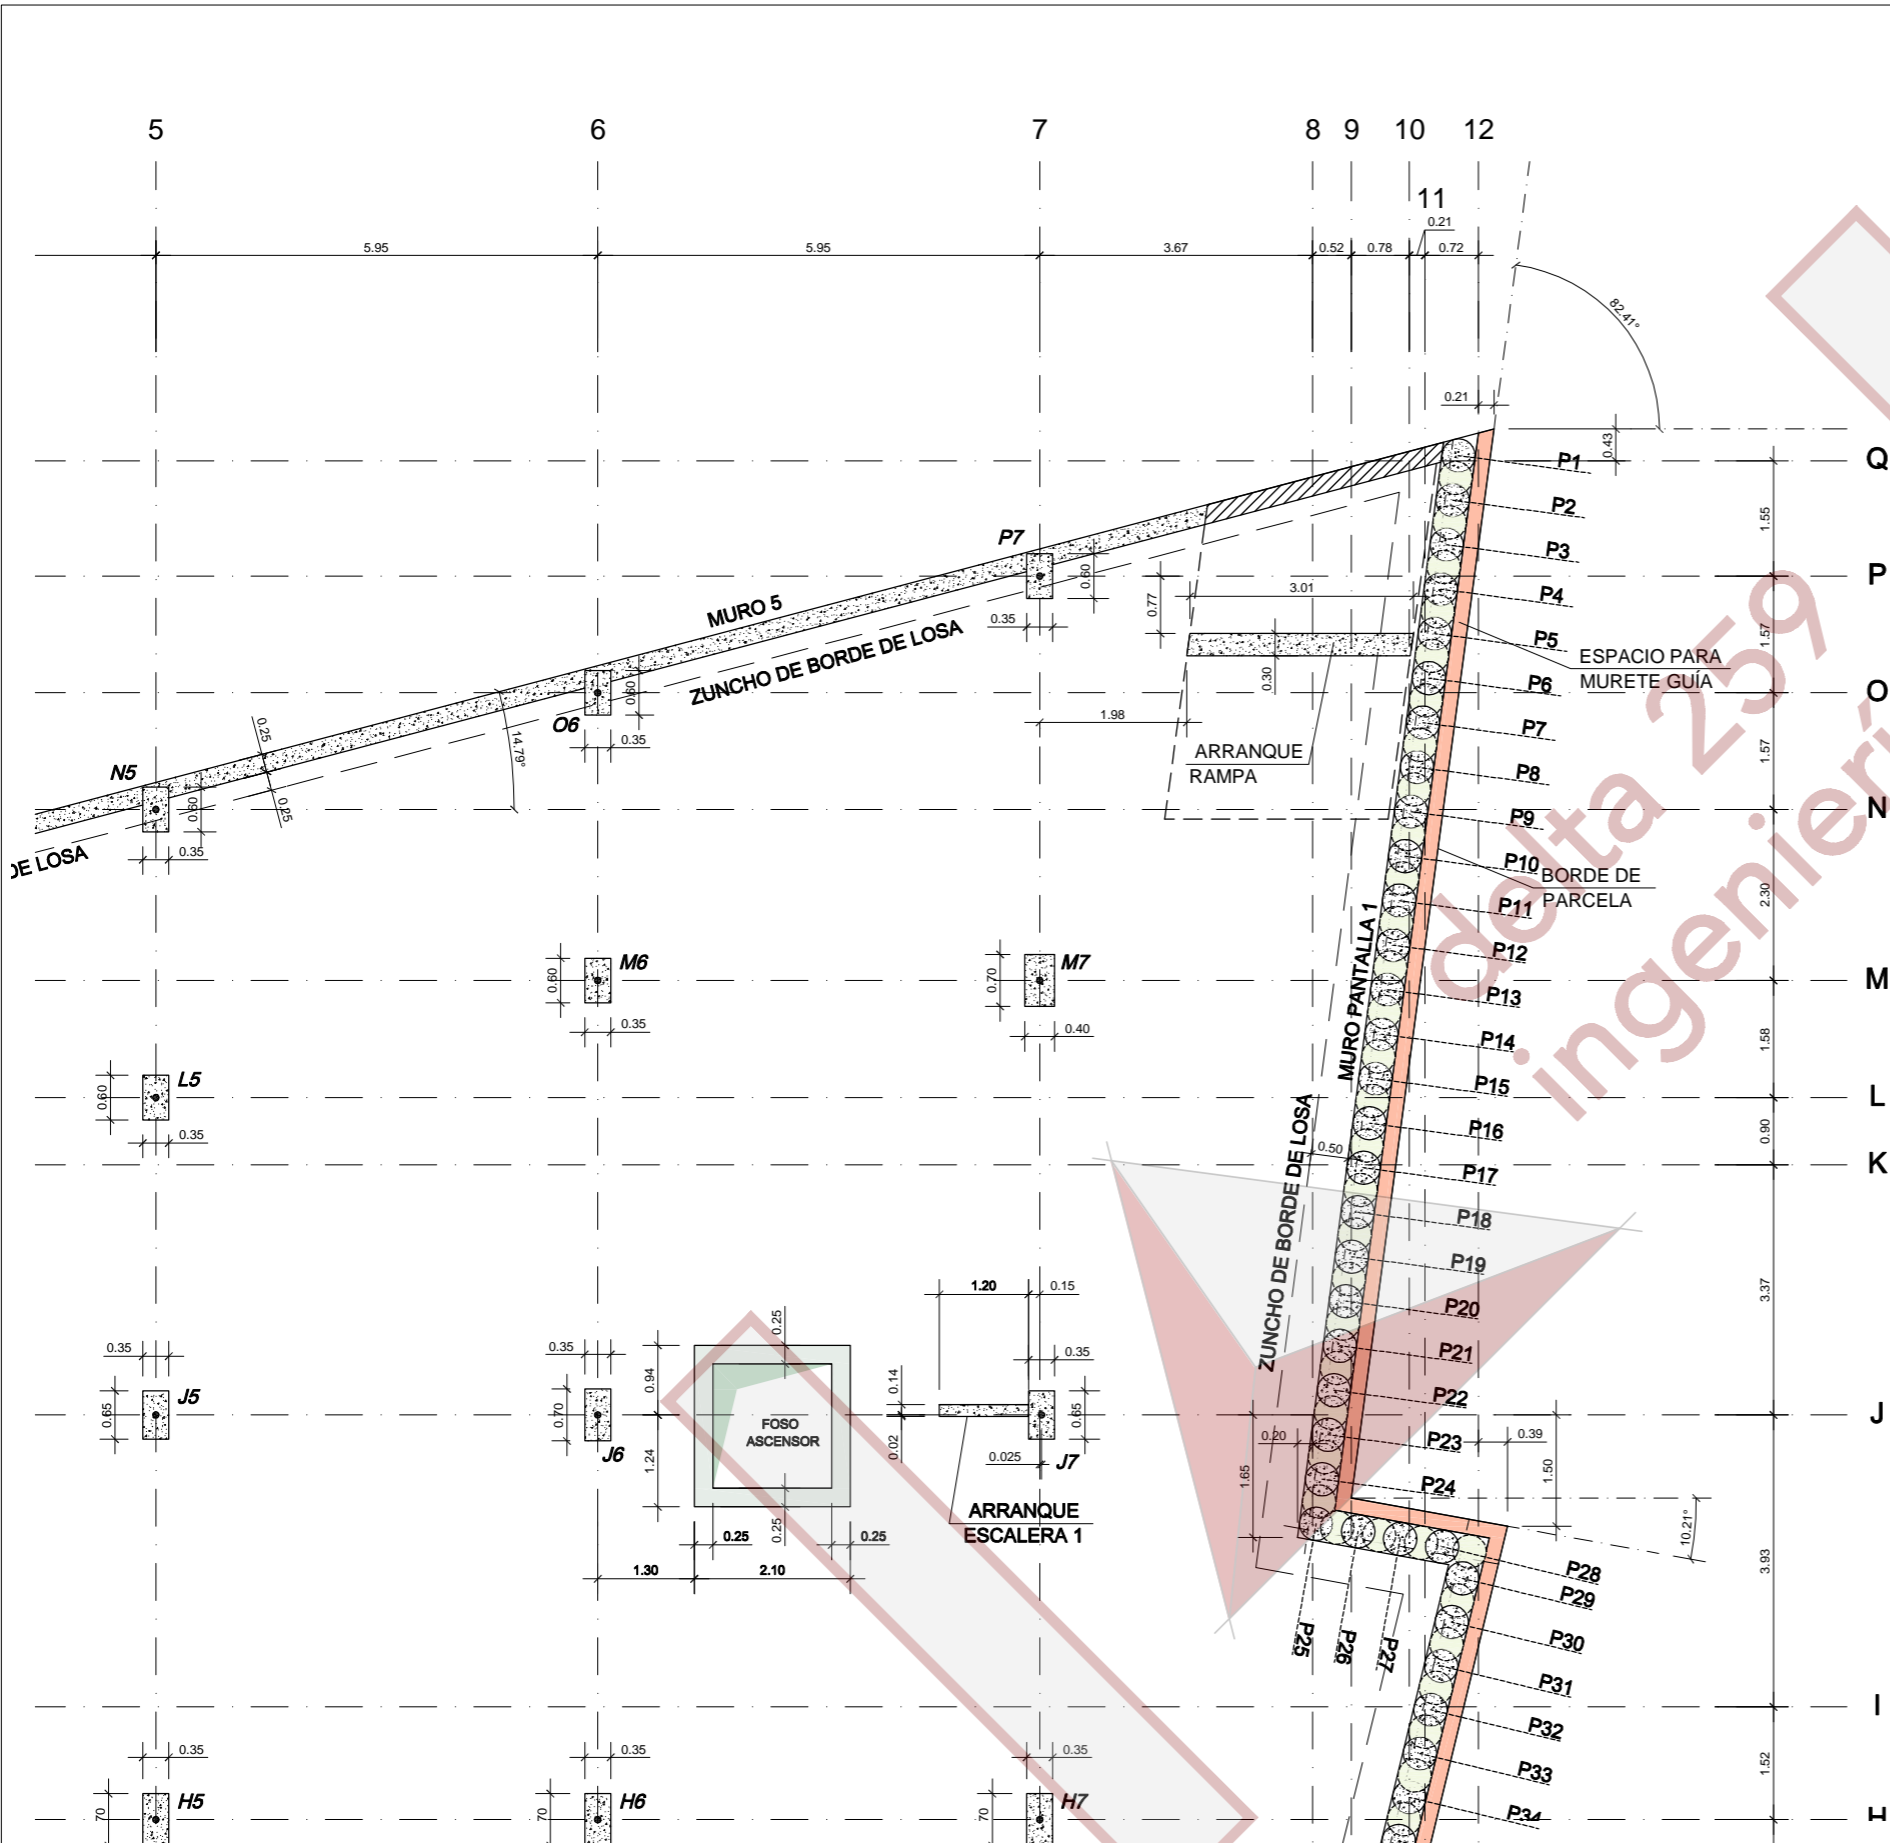 5 6 7 8 9 10 12
11
0.21
5.95 5.95 3.67 0.52 0.78 0.72
82.41°
0.21
0.43
Q
P1
P2
1.55
P7
P3
0.60
P
3.01
P4
0.77
MURO 5
0.35
P5
1.57
ZUNCHO DE BORDE DE LOSA
ESPACIO PARA
MURETE GUÍA
0.30
P6
0.60
O
O6
1.98
P7
0.25
14.79°
0.35
ARRANQUE
RAMPA
1.57
N5
P8
0.60
0.25
N
P9
0.35
DE LOSA
P10
BORDE DE
PARCELA
2.30
P11
MURO PANTALLA 1
P12
M6
M7
0.60
0.70
M
P13
0.35
0.40
P14
1.58
L5
0.60
P15
L
0.35
P16
0.90
0.50
K
P17
ZUNCHO DE BORDE DE LOSA
P18
P19
1.20
0.15
3.37
P20
0.25
0.35
0.35
0.35
P21
0.94
0.14
J5
0.65
0.70
P22
J
FOSO
ASCENSOR
0.65
0.02
0.20
P23
0.39
J6
1.24
0.025
J7
1.65
1.50
P24
ARRANQUE
ESCALERA 1
0.25
0.25
0.25
10.21°
1.30
2.10
P28
3.93
P29
P25
P26
P27
P30
P31
I
P32
0.35
0.35
0.35
P33
1.52
H5
H6
H7
70
70
70
P34
H
delta 259
ingenierí